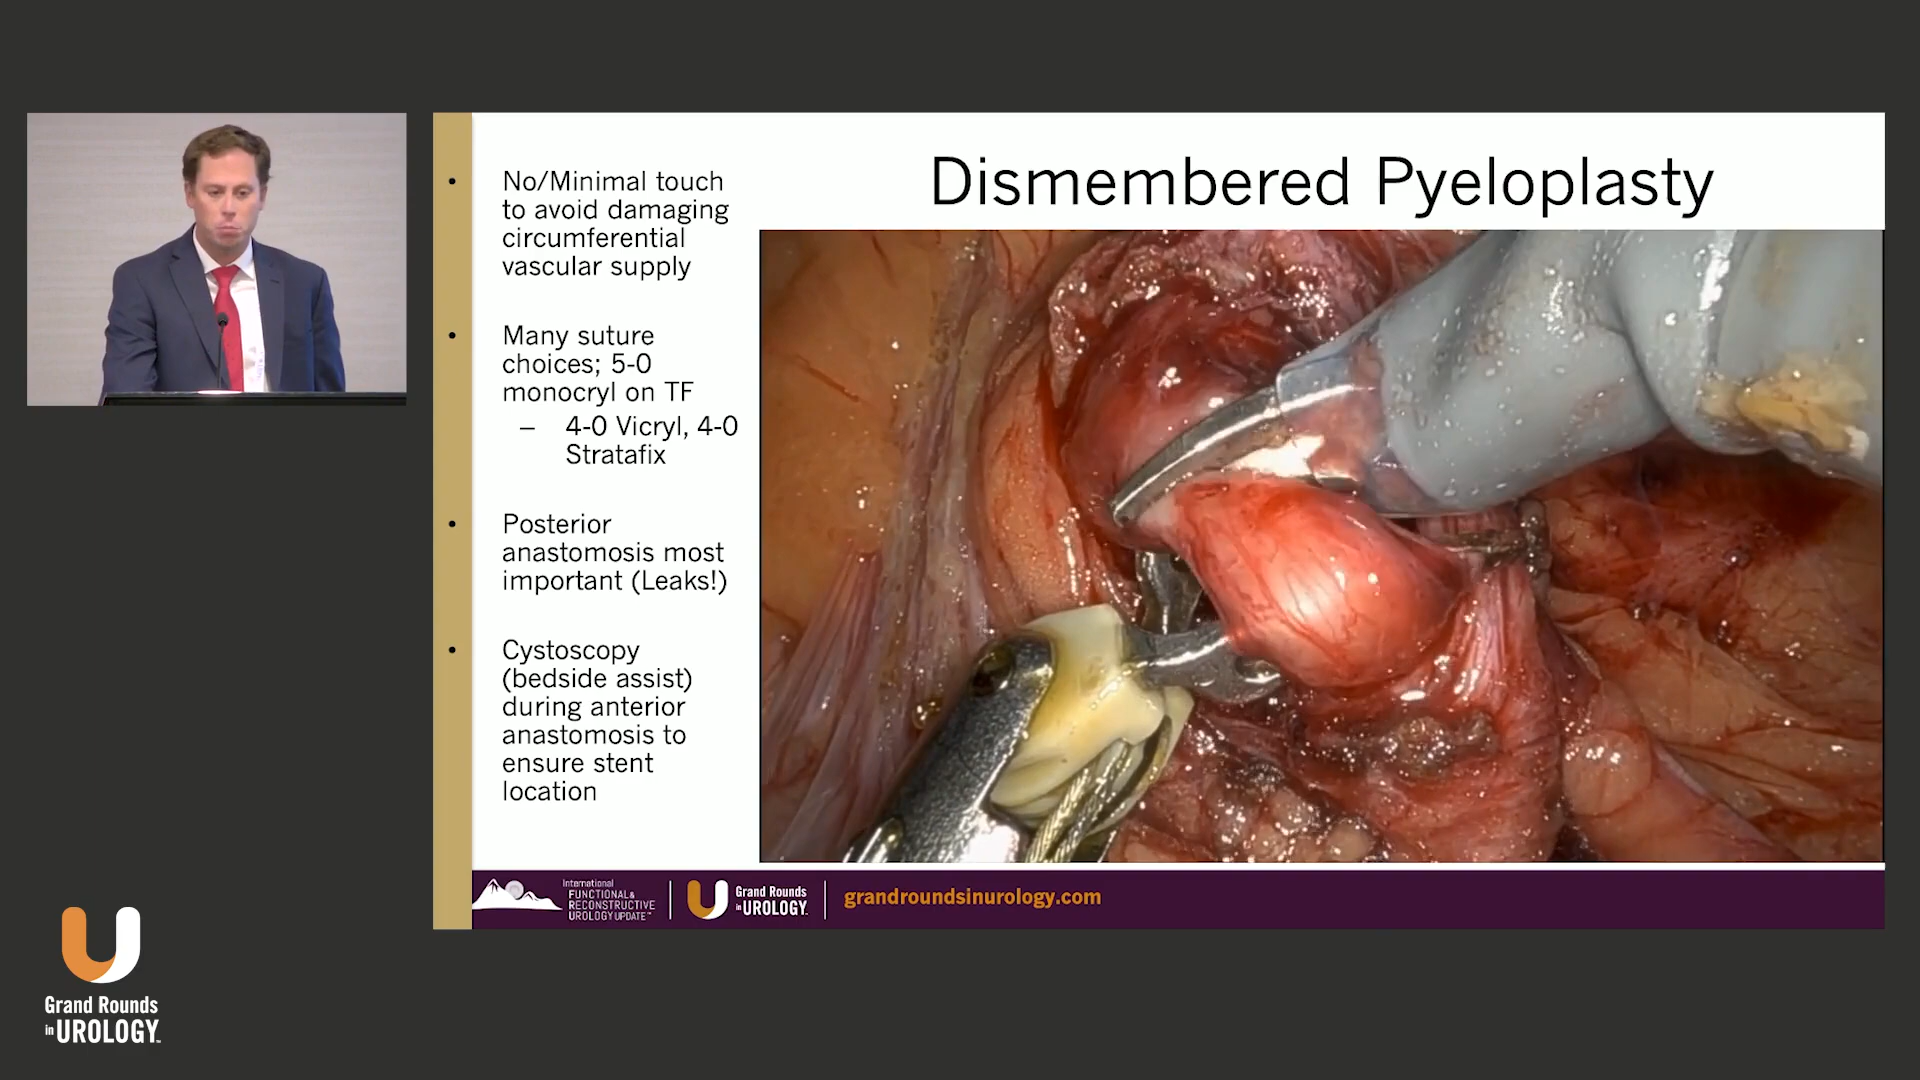 Dismembered Pyeloplasty
• No/Minimal touch
to avoid damaging
circumferential
vascular supply
• Many suture
choices; 5-0
monocryl on TF
– 4-0 Vicryl, 4-0
Stratafix
• Posterior
anastomosis most
important (Leaks!)
• Cystoscopy
(bedside assist)
during anterior
anastomosis to
ensure stent
location
International
FUNCTIONAL &
RECONSTRUCTIVE
UROLOGY UPDATE™
Grand Rounds
in UROLOGY
grandroundsinurology.com
Grand Rounds
in UROLOGY™